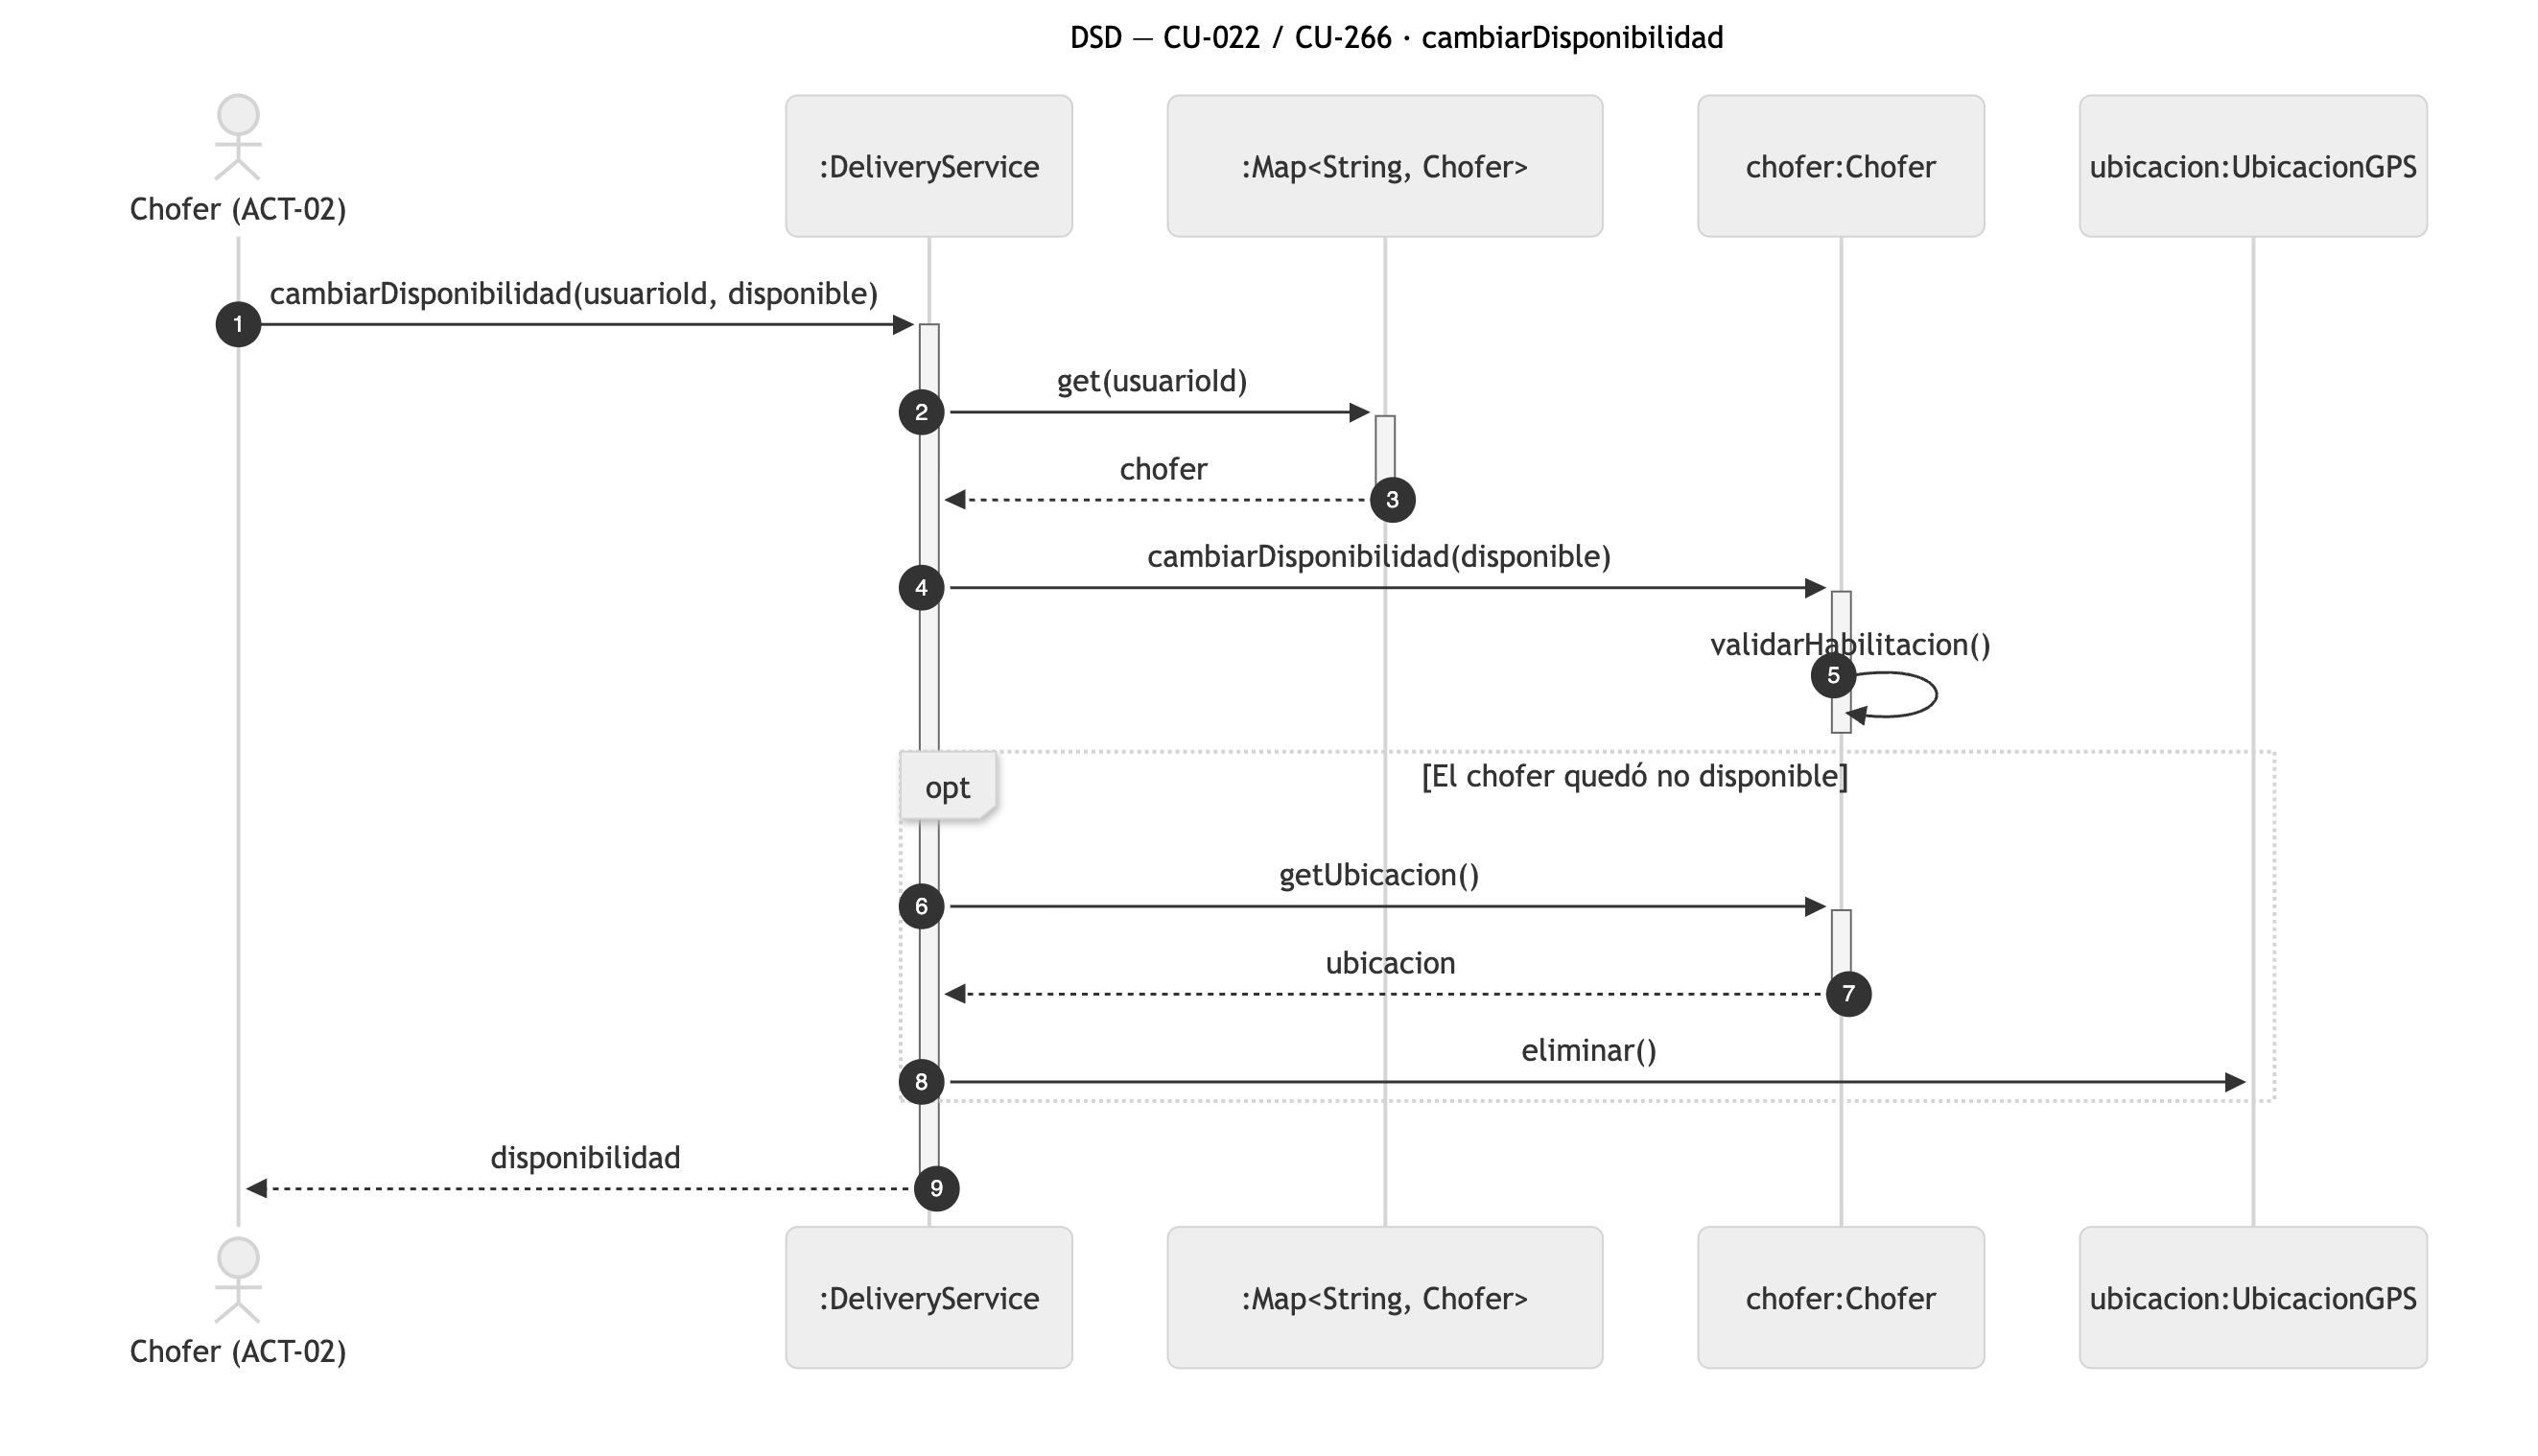 DSD — CU-022 / CU-266 · cambiarDisponibilidad
Chofer (ACT-02)
:DeliveryService
:Map<String, Chofer>
chofer:Chofer
ubicacion:UbicacionGPS
cambiarDisponibilidad(usuarioId, disponible)
1
get(usuarioId)
2
chofer
3
cambiarDisponibilidad(disponible)
4
validarHabilitacion()
5
opt
[El chofer quedó no disponible]
getUbicacion()
6
ubicacion
7
eliminar()
8
disponibilidad
9
:DeliveryService
:Map<String, Chofer>
chofer:Chofer
ubicacion:UbicacionGPS
Chofer (ACT-02)